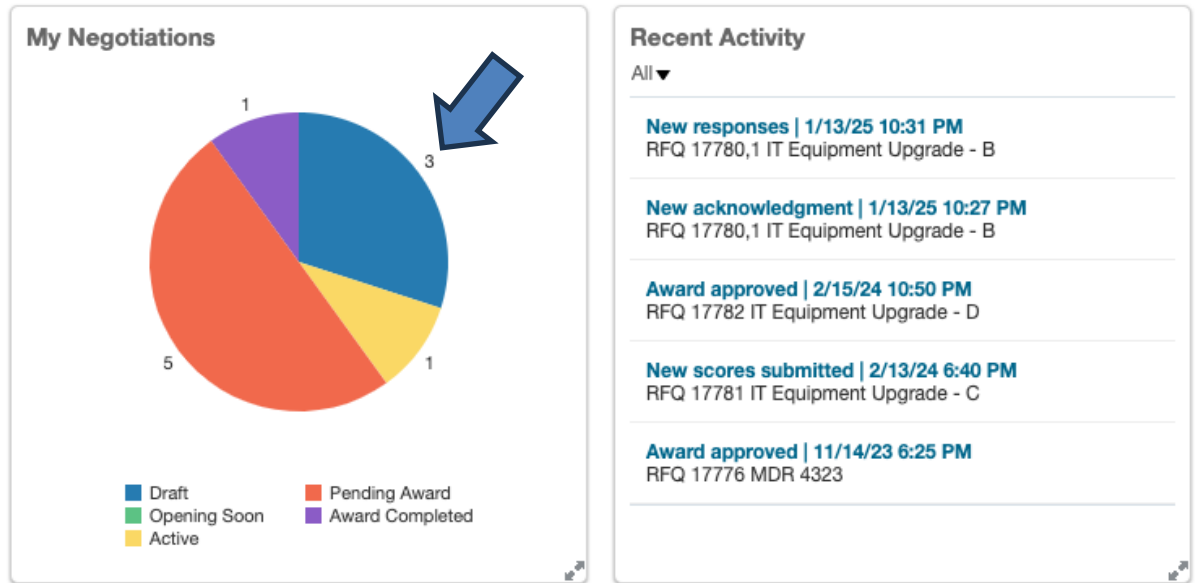 My Negotiations
1
3
5
1
Draft
Opening Soon
Active
Pending Award
Award Completed
Recent Activity
All
New responses | 1/13/25 10:31 PM
RFQ 17780,1 IT Equipment Upgrade - B
New acknowledgment | 1/13/25 10:27 PM
RFQ 17780,1 IT Equipment Upgrade - B
Award approved | 2/15/24 10:50 PM
RFQ 17782 IT Equipment Upgrade - D
New scores submitted | 2/13/24 6:40 PM
RFQ 17781 IT Equipment Upgrade - C
Award approved | 11/14/23 6:25 PM
RFQ 17776 MDR 4323